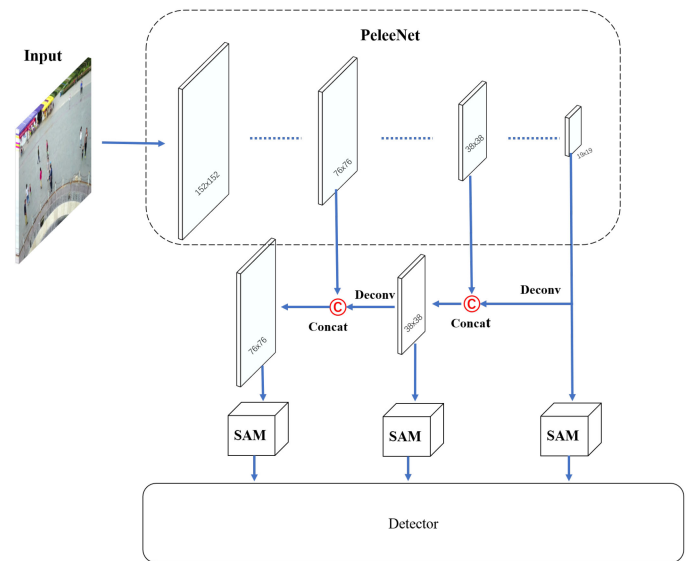 PeleeNet
Input
152x152
76x76
38x38
19x19
Deconv
Deconv
C
C
Concat
Concat
76x76
38x38
SAM
SAM
SAM
Detector